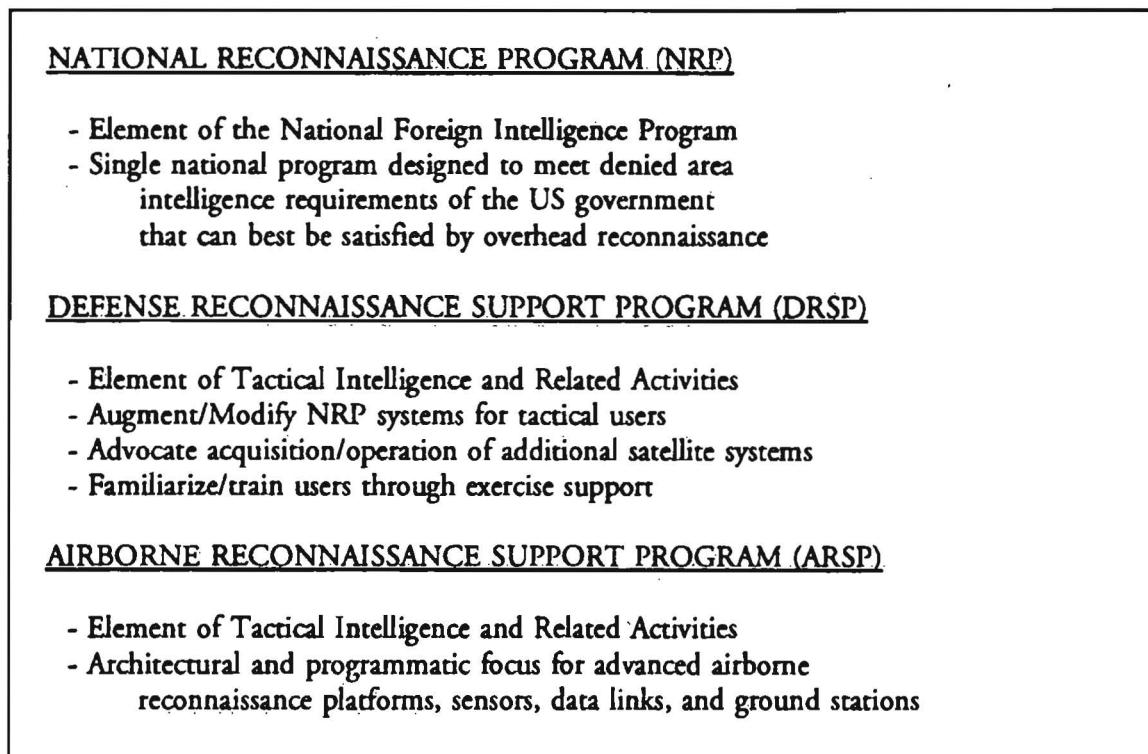 NATIONAL RECONNAISSANCE PROGRAM (NRP)
- Element of the National Foreign Intelligence Program
- Single national program designed to meet denied area
intelligence requirements of the US government
that can best be satisfied by overhead reconnaissance
DEFENSE RECONNAISSANCE SUPPORT PROGRAM (DRSP)
- Element of Tactical Intelligence and Related Activities
- Augment/Modify NRP systems for tactical users
- Advocate acquisition/operation of additional satellite systems
- Familiarize/train users through exercise support
AIRBORNE RECONNAISSANCE SUPPORT PROGRAM (ARSP)
- Element of Tactical Intelligence and Related Activities
- Architectural and programmatic focus for advanced airborne
reconnaissance platforms, sensors, data links, and ground stations